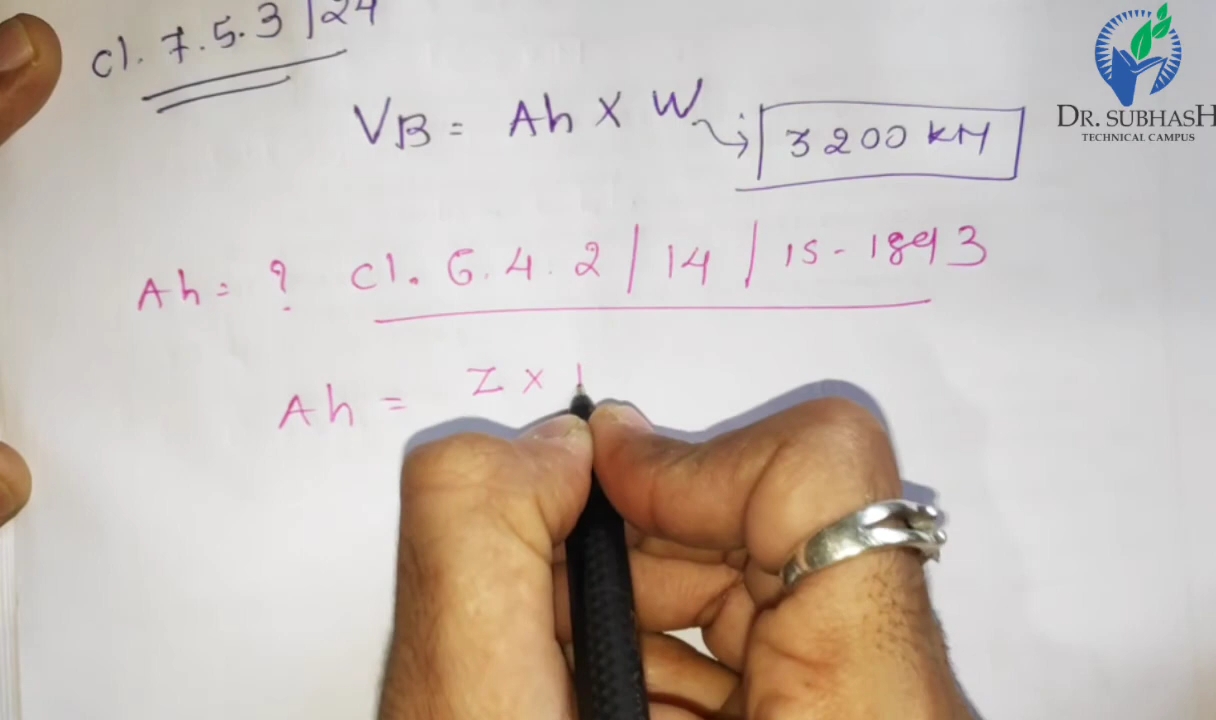 cl. 7.5.3 / 24
VB = Ah X W → 3200 KN
Ah = ? cl. 6.4.2 / 14 / IS - 1893
Ah = Z x
DR. SUBHASH
TECHNICAL CAMPUS